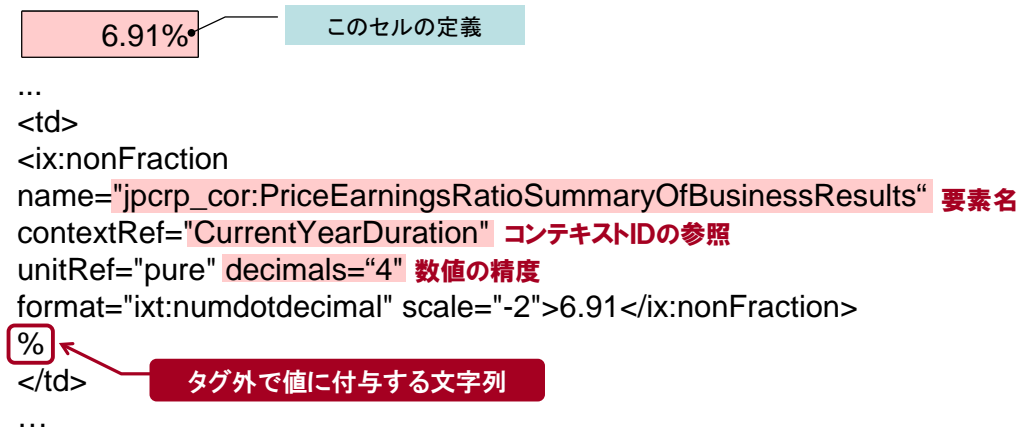 6.91%
このセルの定義
...
<td>
<ix:nonFraction
name="jpcrp_cor:PriceEarningsRatioSummaryOfBusinessResults“ 要素名
contextRef="CurrentYearDuration" コンテキストIDの参照
unitRef="pure" decimals=“4” 数値の精度
format="ixt:numdotdecimal" scale="-2">6.91</ix:nonFraction>
%
</td> タグ外で値に付与する文字列
...